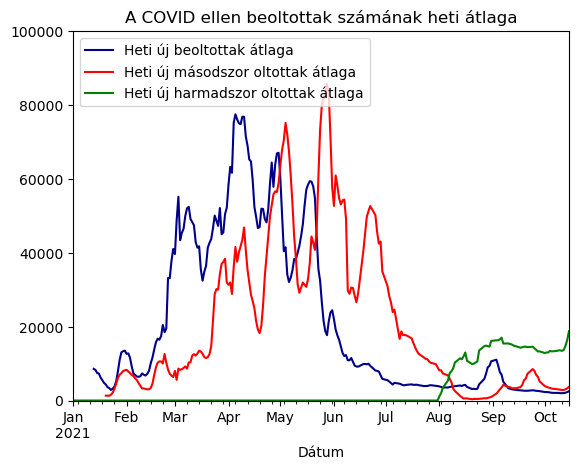 A COVID ellen beoltottak számának heti átlaga
100000
80000
60000
40000
20000
0
Heti új beoltottak átlaga
Heti új másodszor oltottak átlaga
Heti új harmadszor oltottak átlaga
Jan Feb Mar Apr May Jun Jul Aug Sep Oct
2021
Dátum